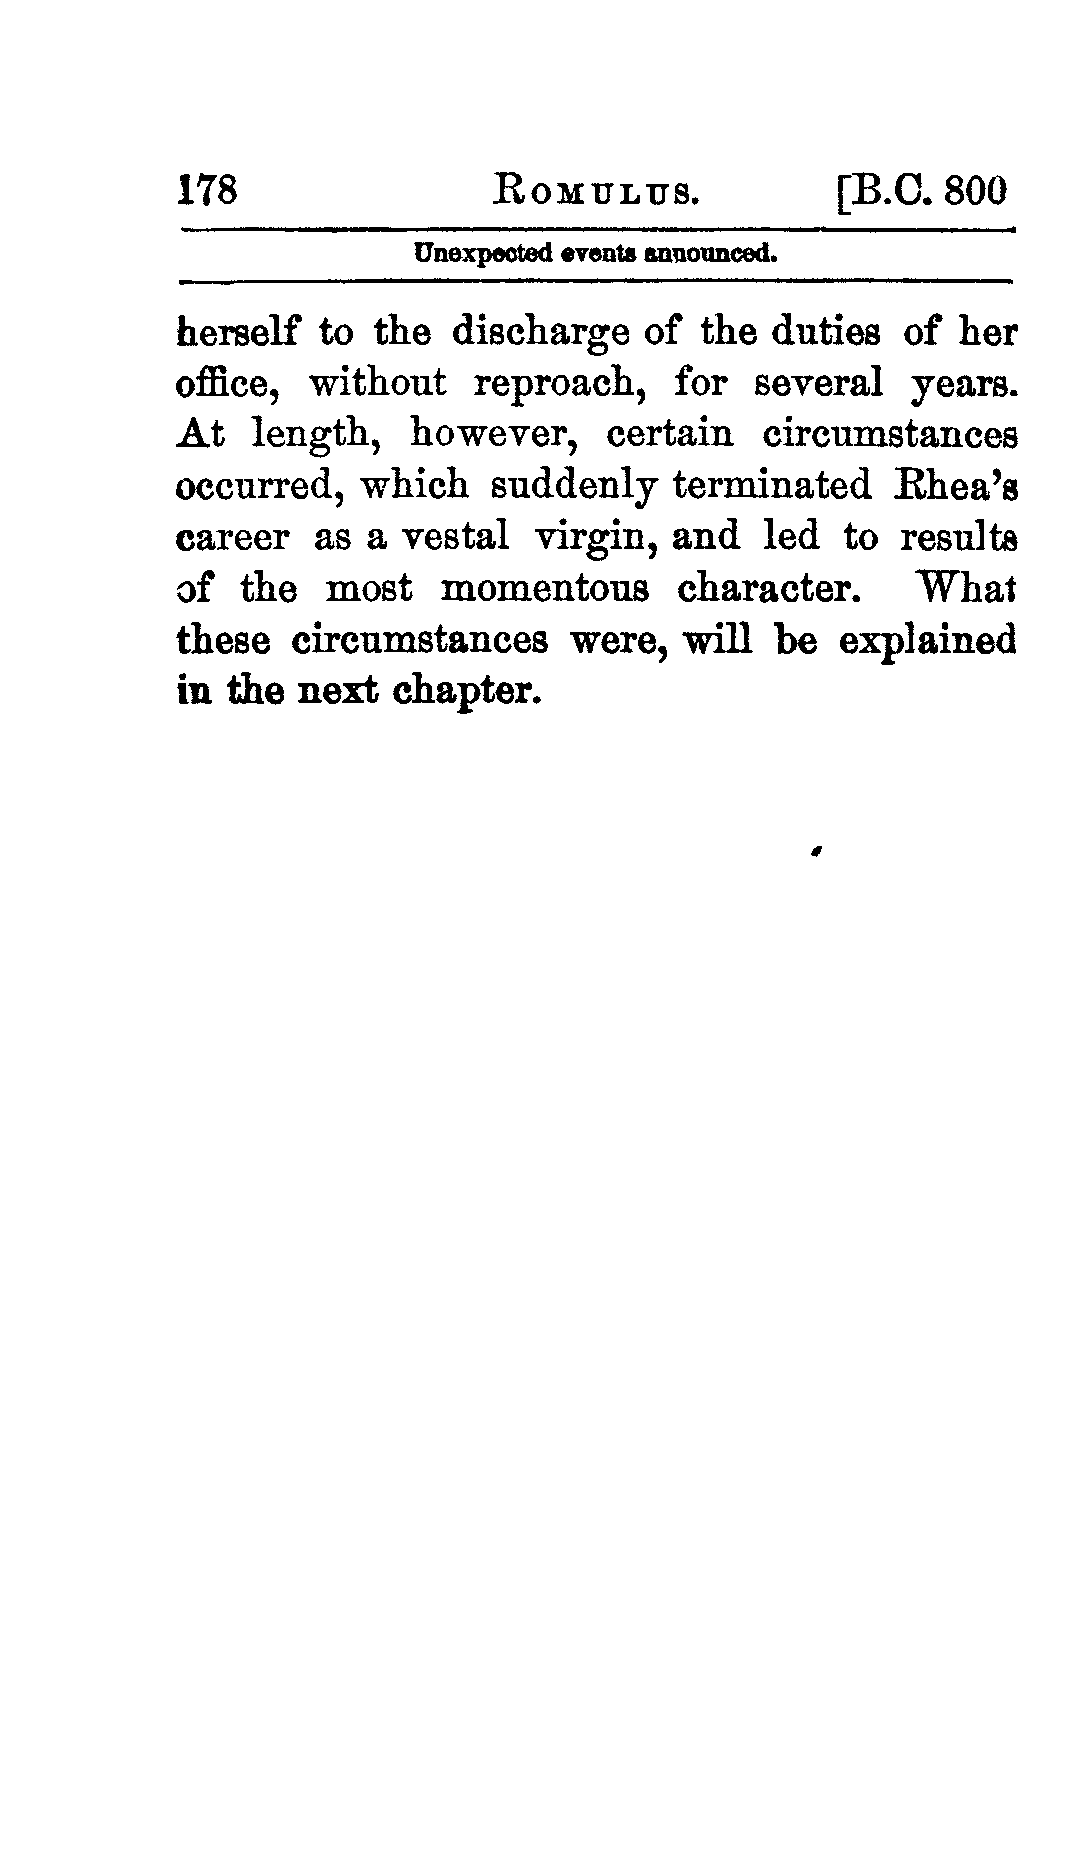 178 Romulus. [B.C. 800
Unexpected events announced.
herself to the discharge of the duties of her
office, without reproach, for several years.
At length, however, certain circumstances
occurred, which suddenly terminated Rhea's
career as a vestal virgin, and led to results
of the most momentous character. What
these circumstances were, will be explained
in the next chapter.